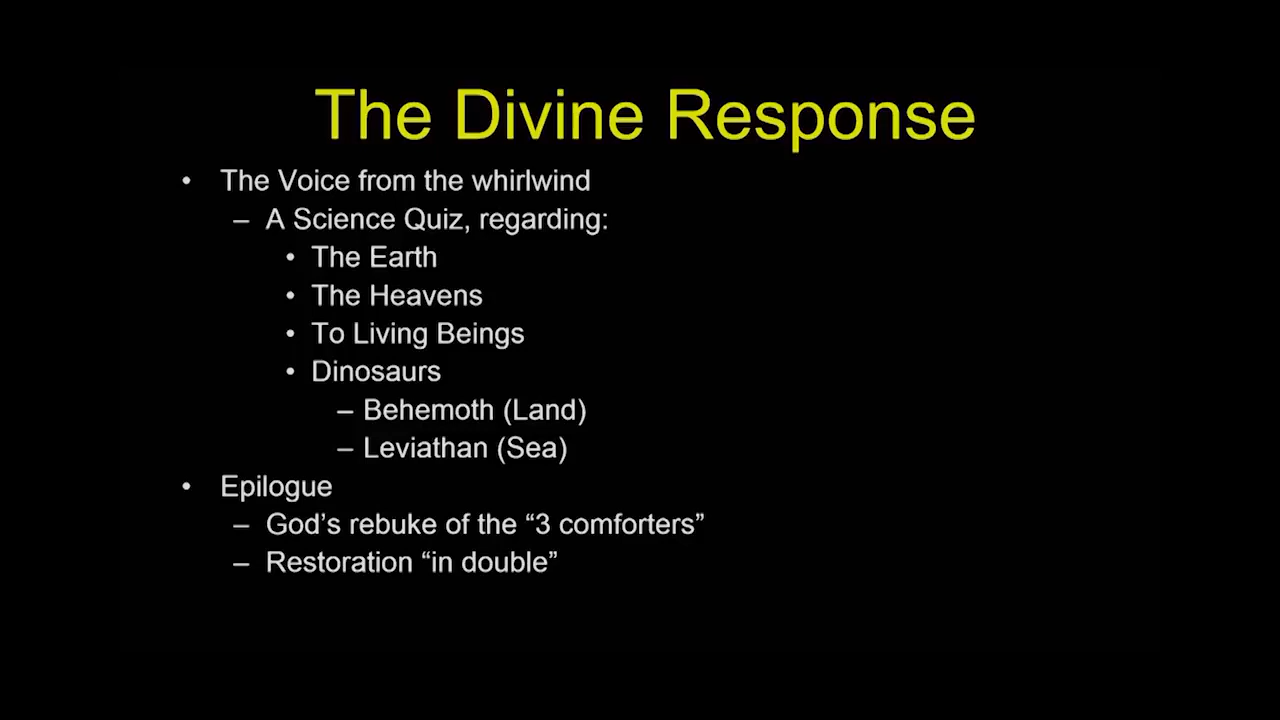 The Divine Response
• The Voice from the whirlwind
– A Science Quiz, regarding:
• The Earth
• The Heavens
• To Living Beings
• Dinosaurs
– Behemoth (Land)
– Leviathan (Sea)
• Epilogue
– God’s rebuke of the “3 comforters”
– Restoration “in double”